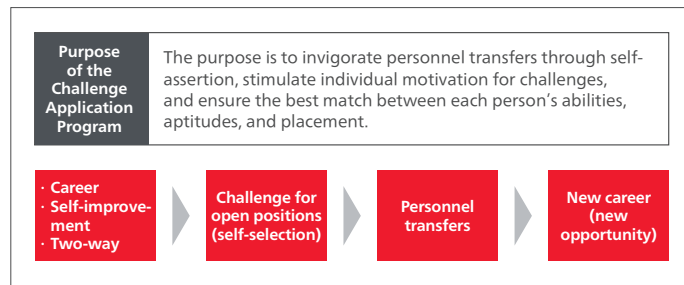 Purpose
of the
Challenge
Application
Program
The purpose is to invigorate personnel transfers through self-
assertion, stimulate individual motivation for challenges,
and ensure the best match between each person's abilities,
aptitudes, and placement.
· Career
· Self-improve-
ment
· Two-way
Challenge for
open positions
(self-selection)
Personnel
transfers
New career
(new
opportunity)